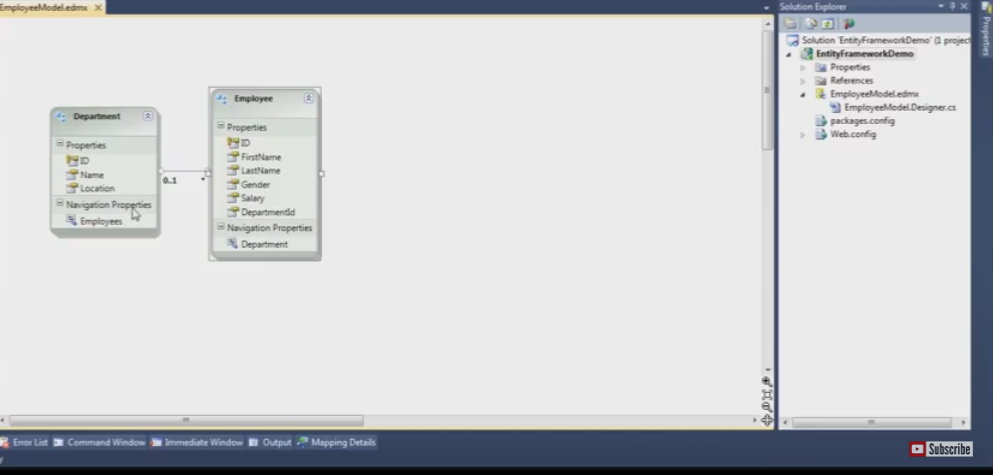 EmployeeModel.edmx
Department
Properties
ID
Name
Location
Navigation Properties
Employees
0..1
*
Employee
Properties
ID
FirstName
LastName
Gender
Salary
DepartmentId
Navigation Properties
Department
Solution Explorer
Solution 'EntityFrameworkDemo' (1 project
EntityFrameworkDemo
Properties
References
EmployeeModel.edmx
EmployeeModel.Designer.cs
packages.config
Web.config
Properties
Error List Command Window Immediate Window Output Mapping Details
Subscribe